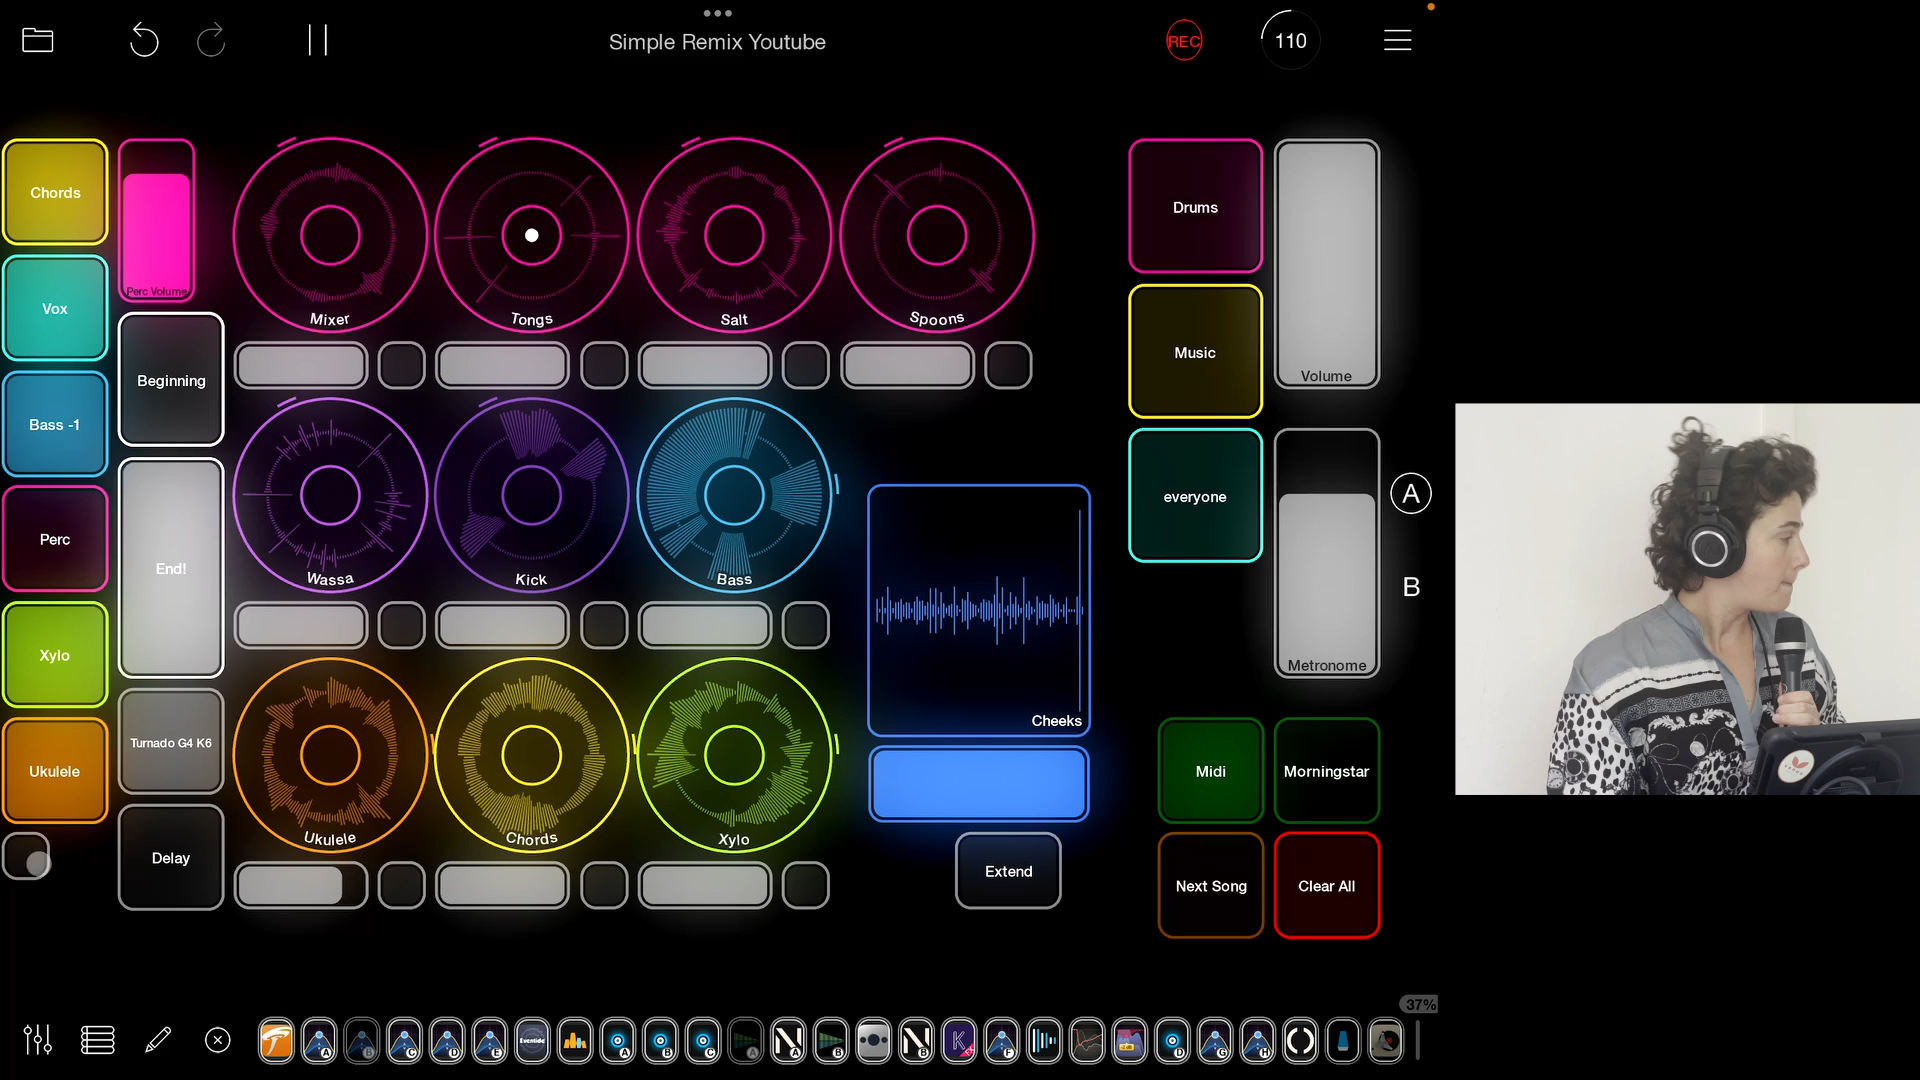 Simple Remix Youtube
REC
110
Chords
Vox
Bass -1
Perc
Xylo
Ukulele
Perc Volume
Beginning
End!
Turnado G4 K6
Delay
Mixer
Tongs
Salt
Spoons
Wassa
Kick
Bass
Ukulele
Chords
Xylo
Cheeks
Extend
Drums
Music
everyone
Volume
Metronome
A
B
Midi
Morningstar
Next Song
Clear All
37%
A
B
C
D
E
Eventide
A
B
C
A
N
A
B
N
B
K
F
D
G
H